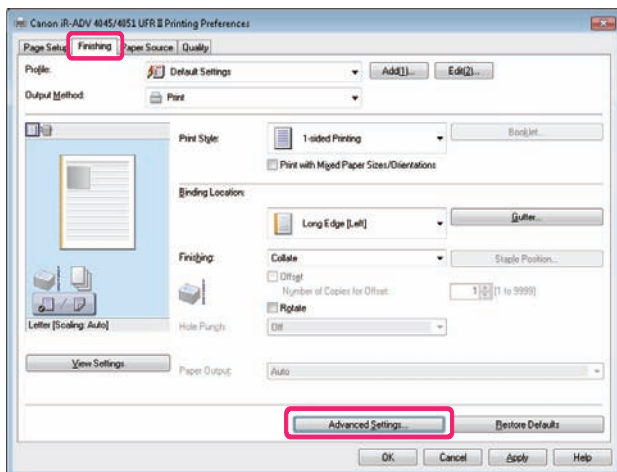 Canon iR-ADV 4045/4051 UFR II Printing Preferences
Page Setup Finishing Paper Source Quality
Profile: Default Settings Add(1)... Edit(2)...
Output Method: Print
Print Style: 1-sided Printing Booklet...
Print with Mixed Paper Sizes/Orientations
Binding Location:
Long Edge [Left] Gutter...
Finishing: Collate Staple Position...
Offset
Number of Copies for Offset: 1 [1 to 9999]
Rotate
Letter [Scaling: Auto] Hole Punch: Off
View Settings Paper Output: Auto
Advanced Settings... Restore Defaults
OK Cancel Apply Help